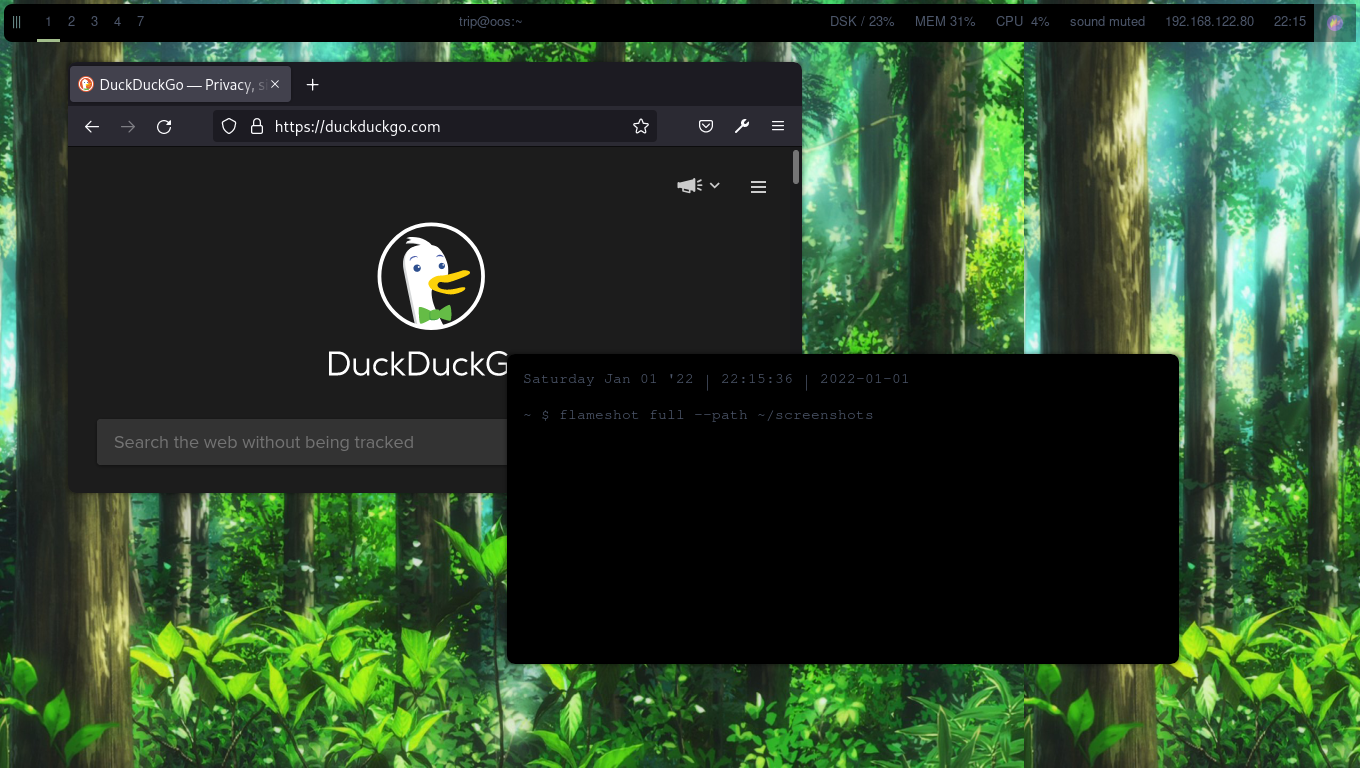 1 2 3 4 7 trip@oos:~ DSK / 23% MEM 31% CPU 4% sound muted 192.168.122.80 22:15
DuckDuckGo — Privacy, s
https://duckduckgo.com
DuckDuckG
Search the web without being tracked
Saturday Jan 01 '22 | 22:15:36 | 2022-01-01
~ $ flameshot full --path ~/screenshots